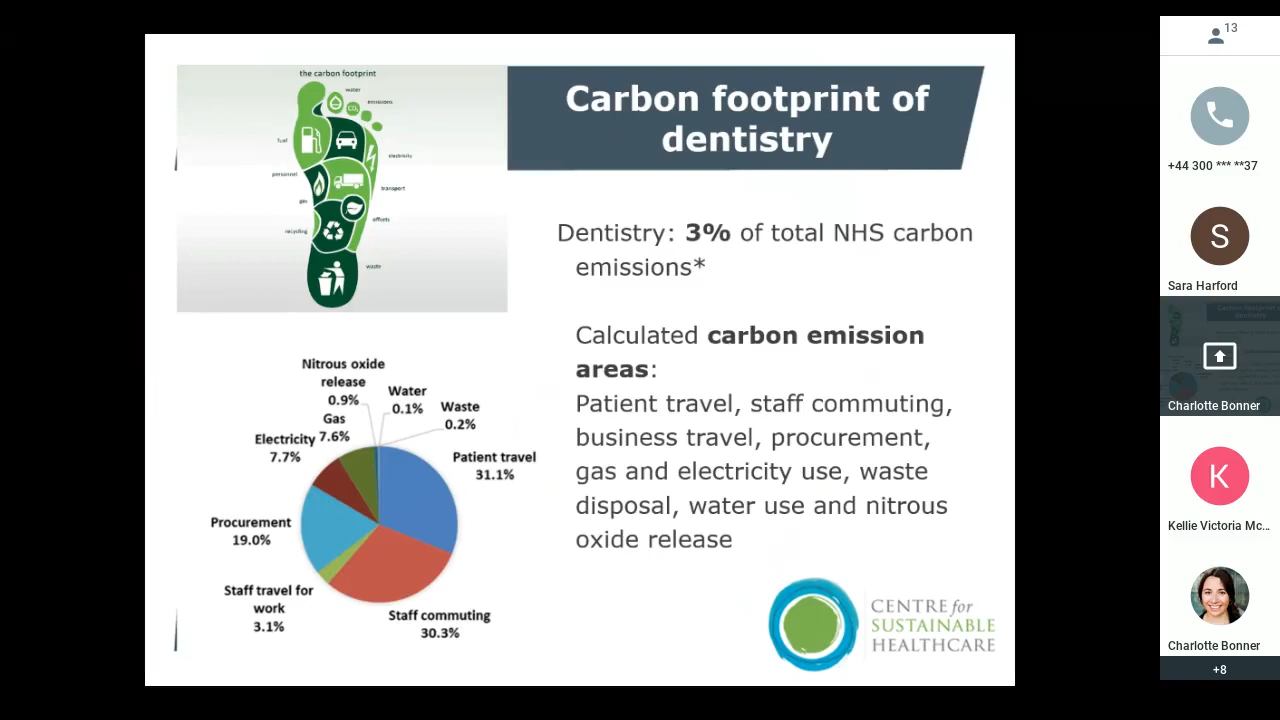 the carbon footprint
water
emissions
CO₂
fuel
electricity
personnel
transport
gas
offsets
recycling
waste
Carbon footprint of
dentistry
Dentistry: 3% of total NHS carbon
emissions*
Calculated carbon emission
areas:
Patient travel, staff commuting,
business travel, procurement,
gas and electricity use, waste
disposal, water use and nitrous
oxide release
Nitrous oxide
release
0.9%
Water
0.1%
Waste
0.2%
Gas
7.6%
Electricity
7.7%
Patient travel
31.1%
Procurement
19.0%
Staff travel for
work
3.1%
Staff commuting
30.3%
CENTRE for
SUSTAINABLE
HEALTHCARE
13
+44 300 *** **37
S
Sara Harford
Charlotte Bonner
K
Kellie Victoria Mc...
Charlotte Bonner
+8